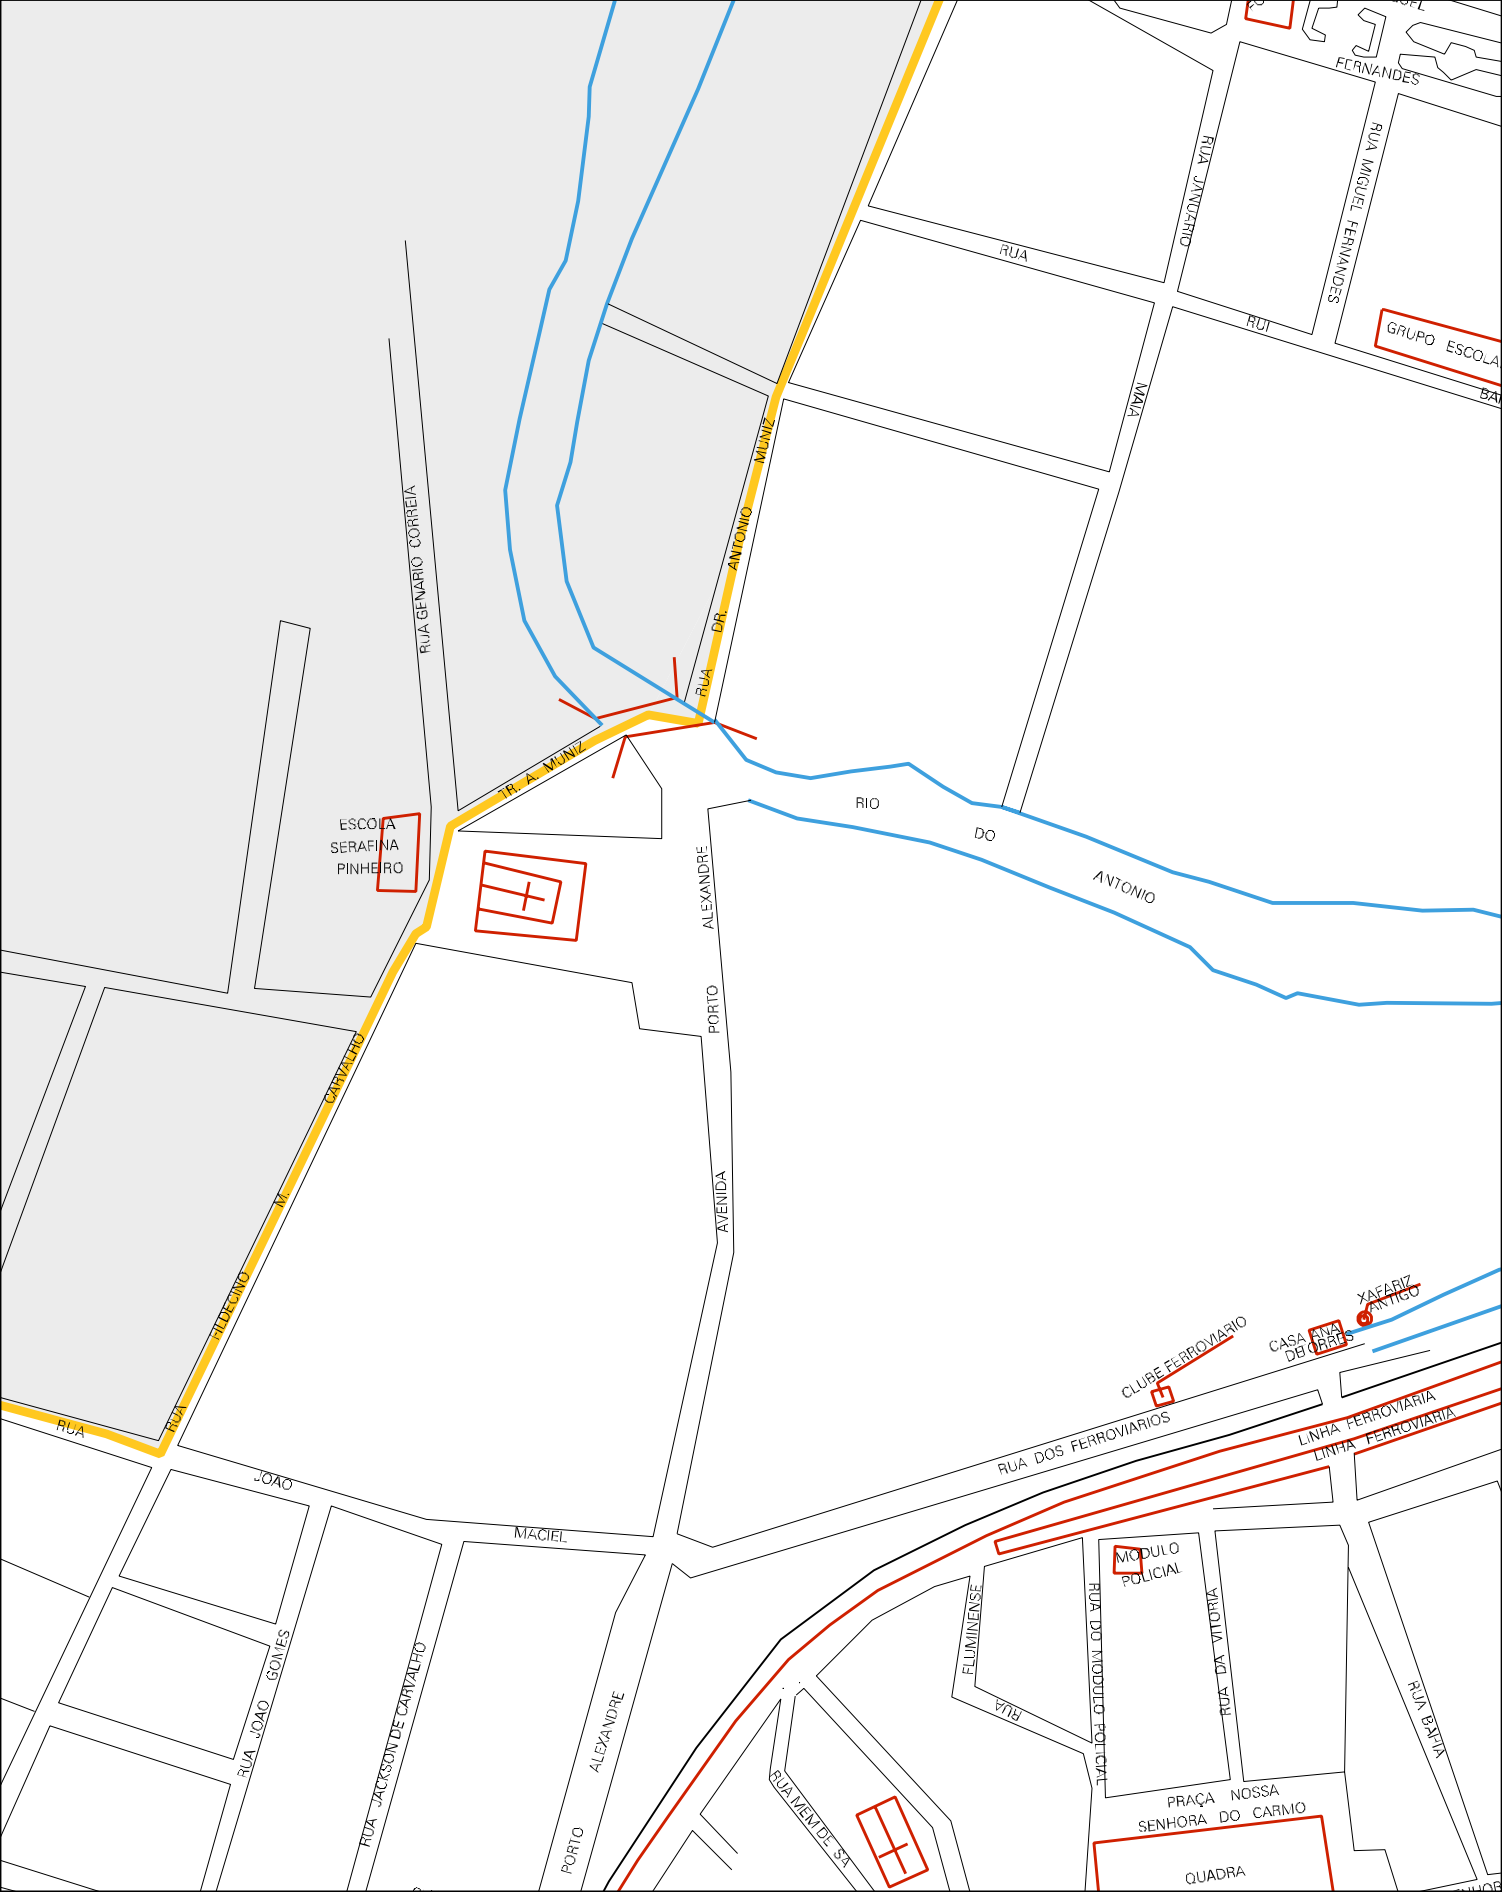 FERNANDES
RUA JANUARIO
RUA MIGUEL FERNANDES
RUA
RUI
GRUPO ESCOLA
BA
MAIA
MUNIZ
ANTONIO
DR.
RUA
RUA GENARIO CORREIA
TR. A. MUNIZ
ESCOLA
SERAFINA
PINHEIRO
RIO
DO
ANTONIO
ALEXANDRE
PORTO
AVENIDA
CARVALHO
M.
FILDECINO
RUA
RUA
JOAO
MACIEL
XAFARIZ
ANTIGO
CASA ANA
DE TORRES
CLUBE FERROVIARIO
RUA DOS FERROVIARIOS
LINHA FERROVIARIA
LINHA FERROVIARIA
MODULO
POLICIAL
FLUMINENSE
RUA
RUA DO MODULO POLICIAL
RUA DA VITORIA
RUA BAHIA
RUA JOAO GOMES
RUA JACKSON DE CARVALHO
ALEXANDRE
PORTO
RUA MEM DE SA
PRAÇA NOSSA
SENHORA DO CARMO
QUADRA